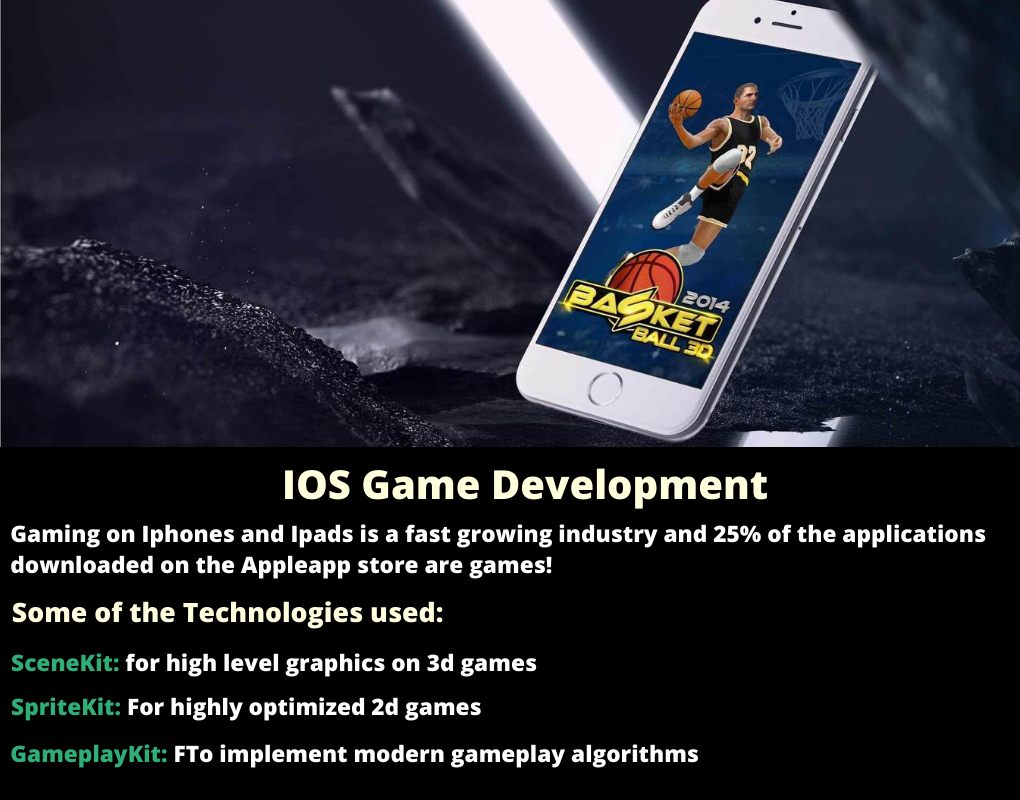 32
2014
BASKET
BALL 3D
IOS Game Development
Gaming on Iphones and Ipads is a fast growing industry and 25% of the applications
downloaded on the Appleapp store are games!
Some of the Technologies used:
SceneKit: for high level graphics on 3d games
SpriteKit: For highly optimized 2d games
GameplayKit: FTo implement modern gameplay algorithms